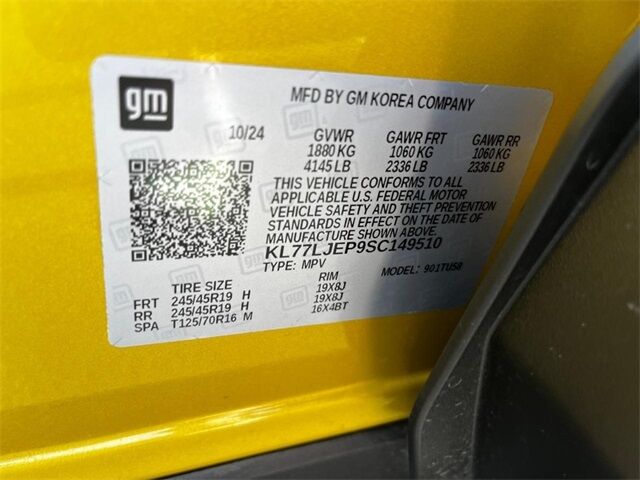 gm
MFD BY GM KOREA COMPANY
10/24 GVWR GAWR FRT GAWR RR
1880 KG 1060 KG 1060 KG
4145 LB 2336 LB 2336 LB
THIS VEHICLE CONFORMS TO ALL
APPLICABLE U.S. FEDERAL MOTOR
VEHICLE SAFETY AND THEFT PREVENTION
STANDARDS IN EFFECT ON THE DATE OF
MANUFACTURE SHOWN ABOVE.
KL77LJEP9SC149510
TYPE: MPV MODEL: 901TU58
TIRE SIZE RIM
FRT 245/45R19 H 19X8J
RR 245/45R19 H 19X8J
SPA T125/70R16 M 16X4BT